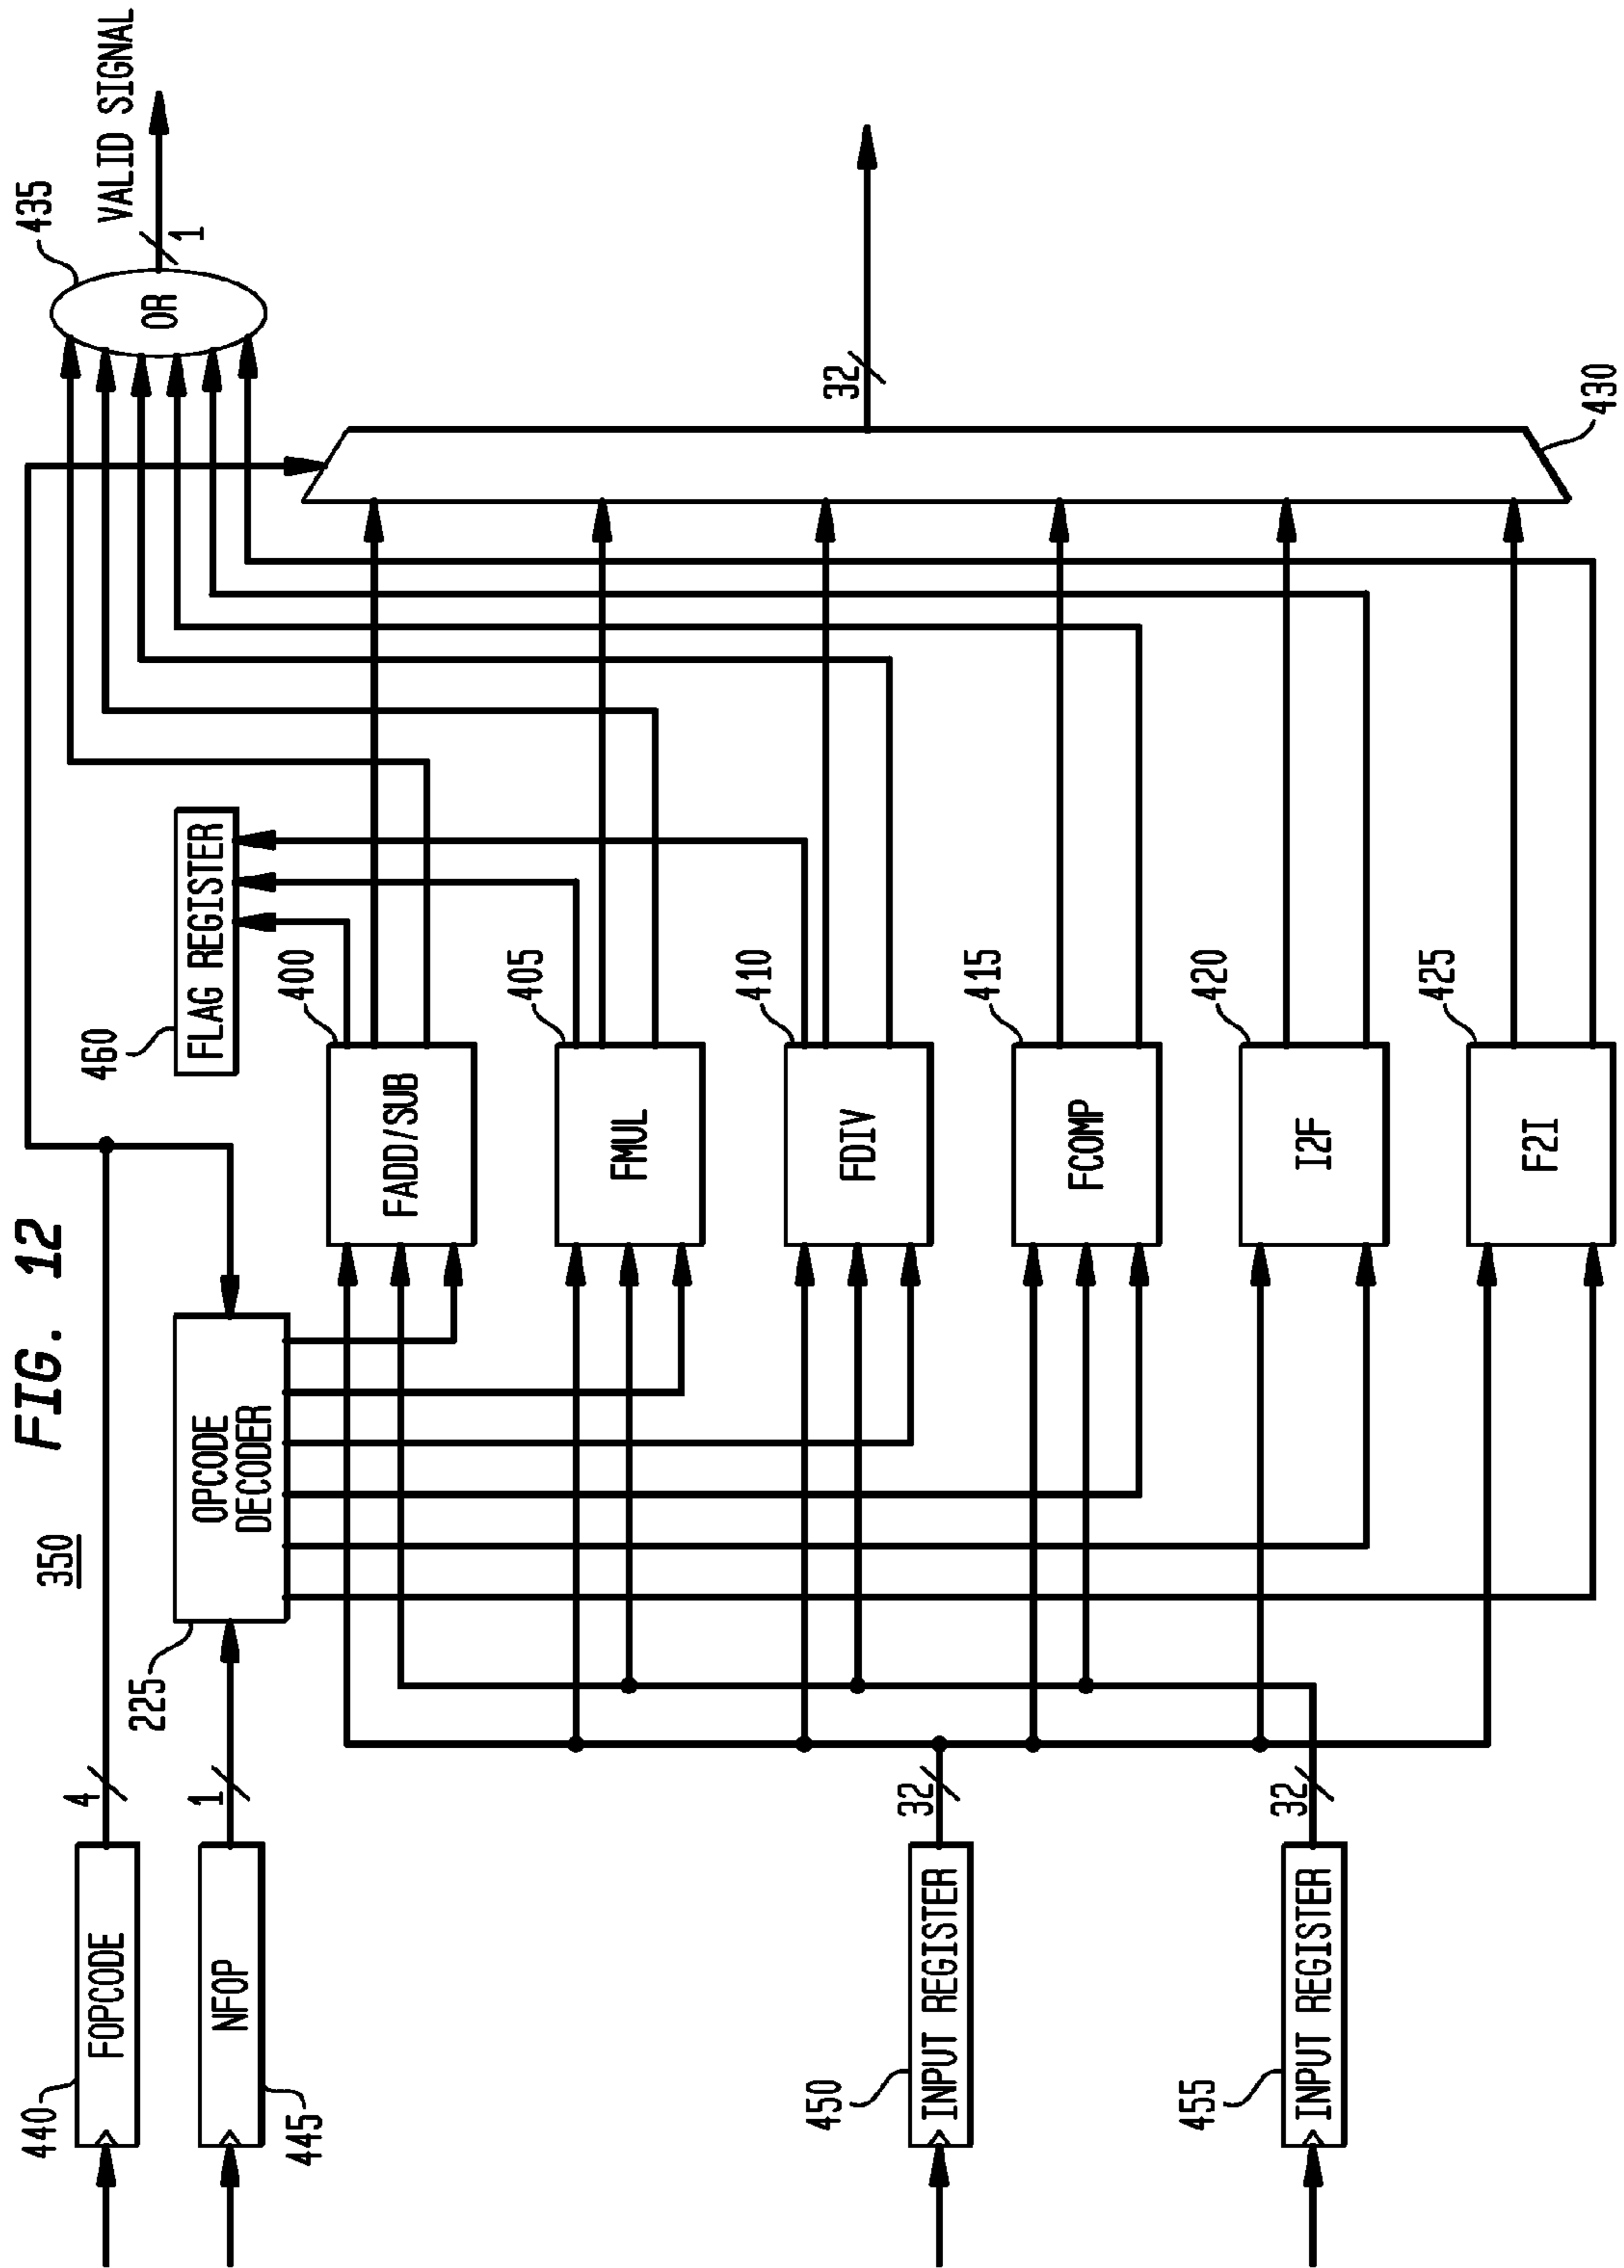 FIG. 12
350
440
FOPCODE
4
NFOP
445
1
225
OPCODE
DECODER
460
FLAG REGISTER
435
OR
1
VALID SIGNAL
400
FADD/SUB
405
FMUL
410
FDIV
415
FCOMP
420
I2F
425
F2I
450
INPUT REGISTER
32
455
INPUT REGISTER
32
32
430